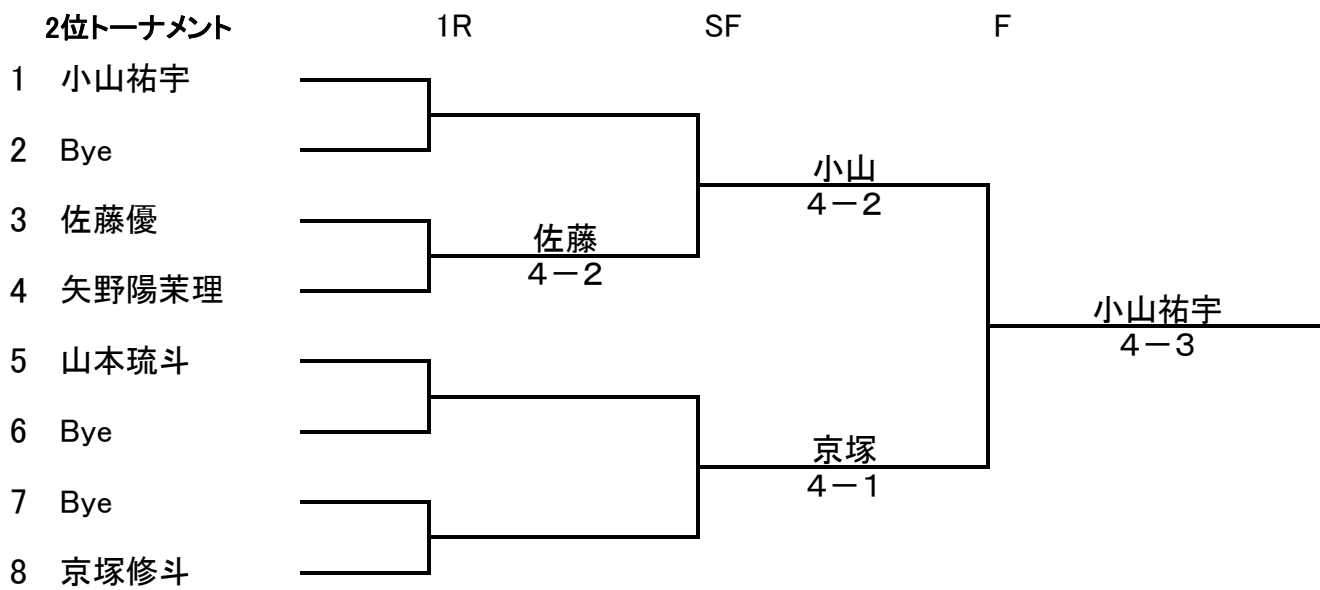 2位トーナメント 1R SF F
1 小山祐宇
2 Bye
小山
4－2
3 佐藤優
佐藤
4－2
4 矢野陽茉理
小山祐宇
4－3
5 山本琉斗
6 Bye
京塚
4－1
7 Bye
8 京塚修斗